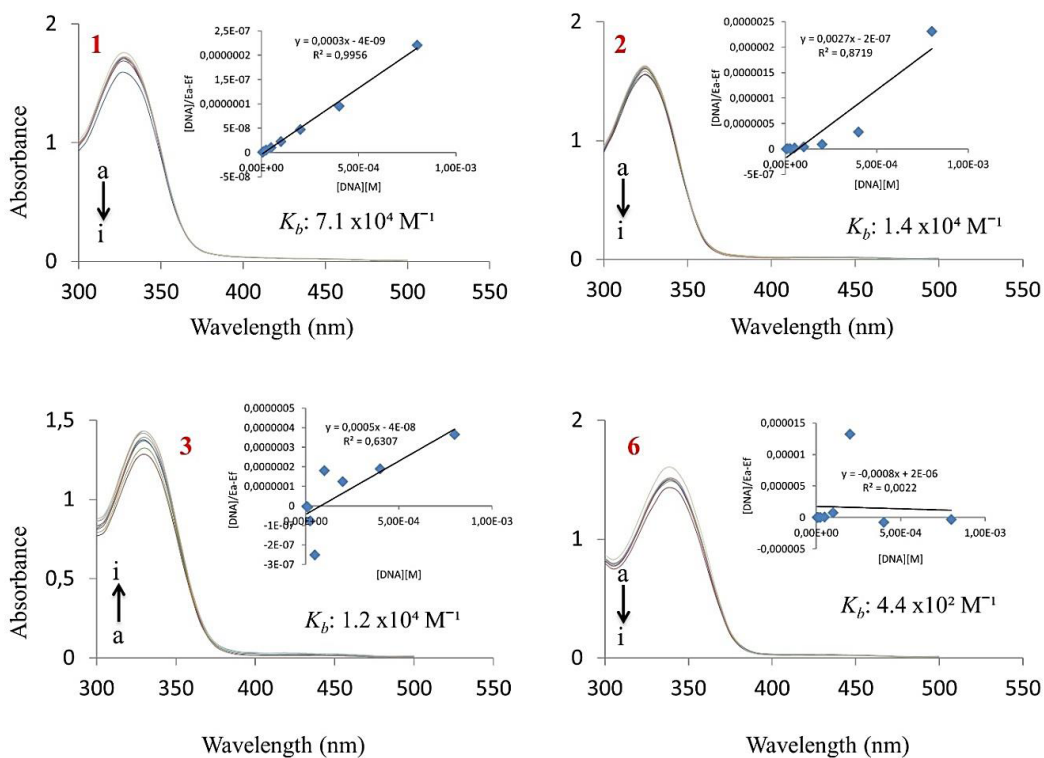 1
2
1
0
Absorbance
300
350
400
450
500
550
Wavelength (nm)
a
i
[DNA]/Ea-Ef
2,5E-07
0,0000002
1,5E-07
0,0000001
5E-08
0
-5E-08
0,00E+00
5,00E-04
1,00E-03
[DNA][M]
y = 0,0003x - 4E-09
R² = 0,9956
K_b: 7.1 x10⁴ M⁻¹
2
2
1
0
300
350
400
450
500
550
Wavelength (nm)
a
i
[DNA]/Ea-Ef
0,0000025
0,000002
0,0000015
0,000001
0,0000005
0
-5E-07
0,00E+00
5,00E-04
1,00E-03
[DNA][M]
y = 0,0027x - 2E-07
R² = 0,8719
K_b: 1.4 x10⁴ M⁻¹
3
1,5
1
0,5
0
Absorbance
300
350
400
450
500
550
Wavelength (nm)
i
a
[DNA]/Ea-Ef
0,0000005
0,0000004
0,0000003
0,0000002
0,0000001
0
-1E-07
-2E-07
-3E-07
0,00E+00
5,00E-04
1,00E-03
[DNA][M]
y = 0,0005x - 4E-08
R² = 0,6307
K_b: 1.2 x10⁴ M⁻¹
6
2
1
0
300
350
400
450
500
550
Wavelength (nm)
a
i
[DNA]/Ea-Ef
0,000015
0,00001
0,000005
0
-0,000005
0,00E+00
5,00E-04
1,00E-03
[DNA][M]
y = -0,0008x + 2E-06
R² = 0,0022
K_b: 4.4 x10² M⁻¹